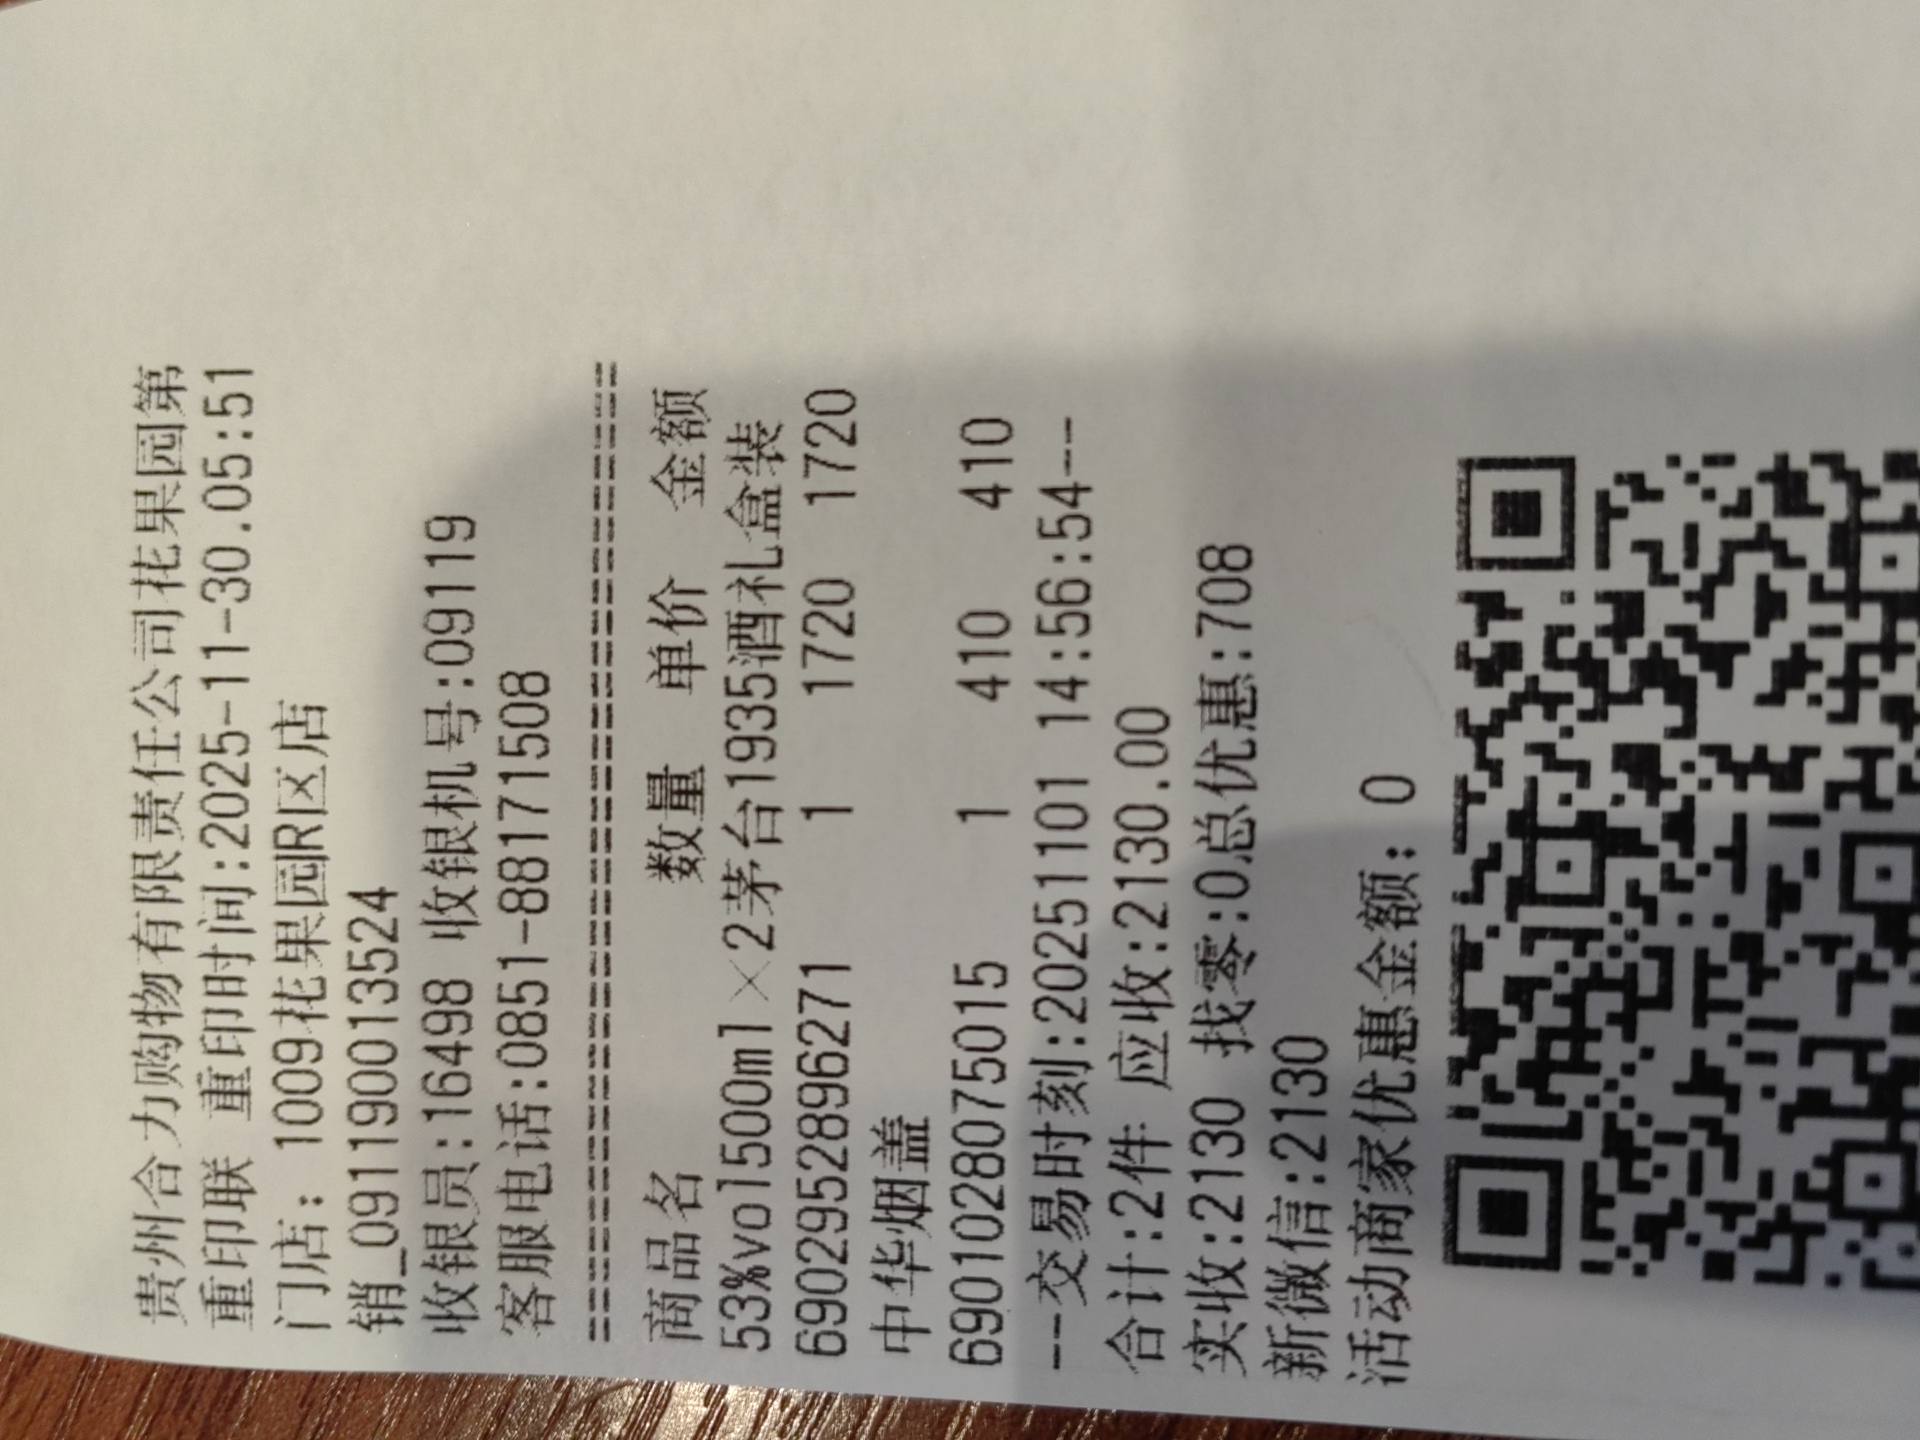 贵州合力购物有限责任公司花果园第
重印联 重印时间:2025-11-30.05:51
门店: 1009花果园R区店
销_091190013524
收银员:16498 收银机号:09119
客服电话:0851-88171508
================================
商品名 数量 单价 金额
53%vol500ml×2茅台1935酒礼盒装
6902952896271 1 1720 1720
中华烟盖
6901028075015 1 410 410
--交易时刻:20251101 14:56:54--
合计:2件 应收:2130.00
实收:2130 找零:0总优惠:708
新微信:2130
活动商家优惠金额: 0